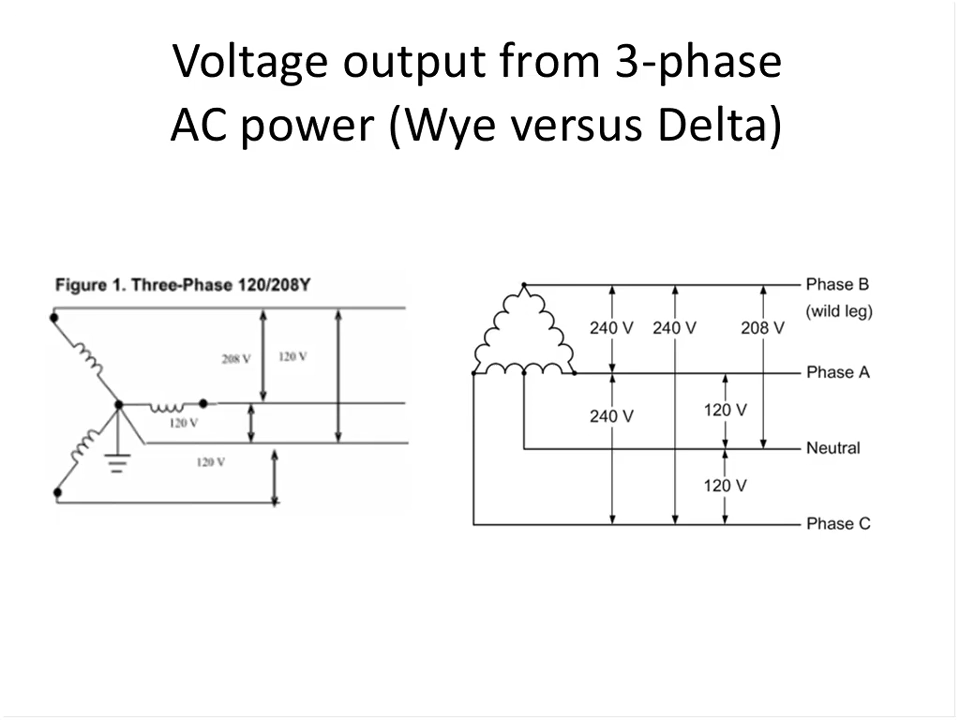 Voltage output from 3-phase
AC power (Wye versus Delta)
Figure 1. Three-Phase 120/208Y
208 V
120 V
120 V
120 V
Phase B
(wild leg)
240 V
240 V
208 V
Phase A
240 V
120 V
Neutral
120 V
Phase C